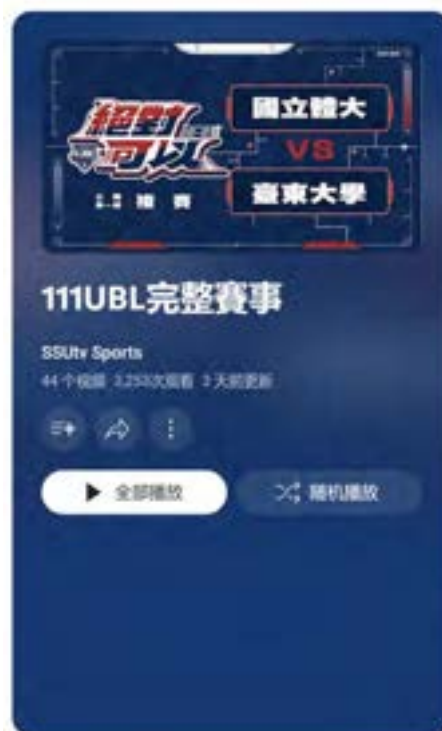 絕對
可以
國立體大
VS
複賽
臺東大學
111UBL完整賽事
SSUtv Sports
44 个视频 3,253次观看 3 天前更新
全部播放
随机播放